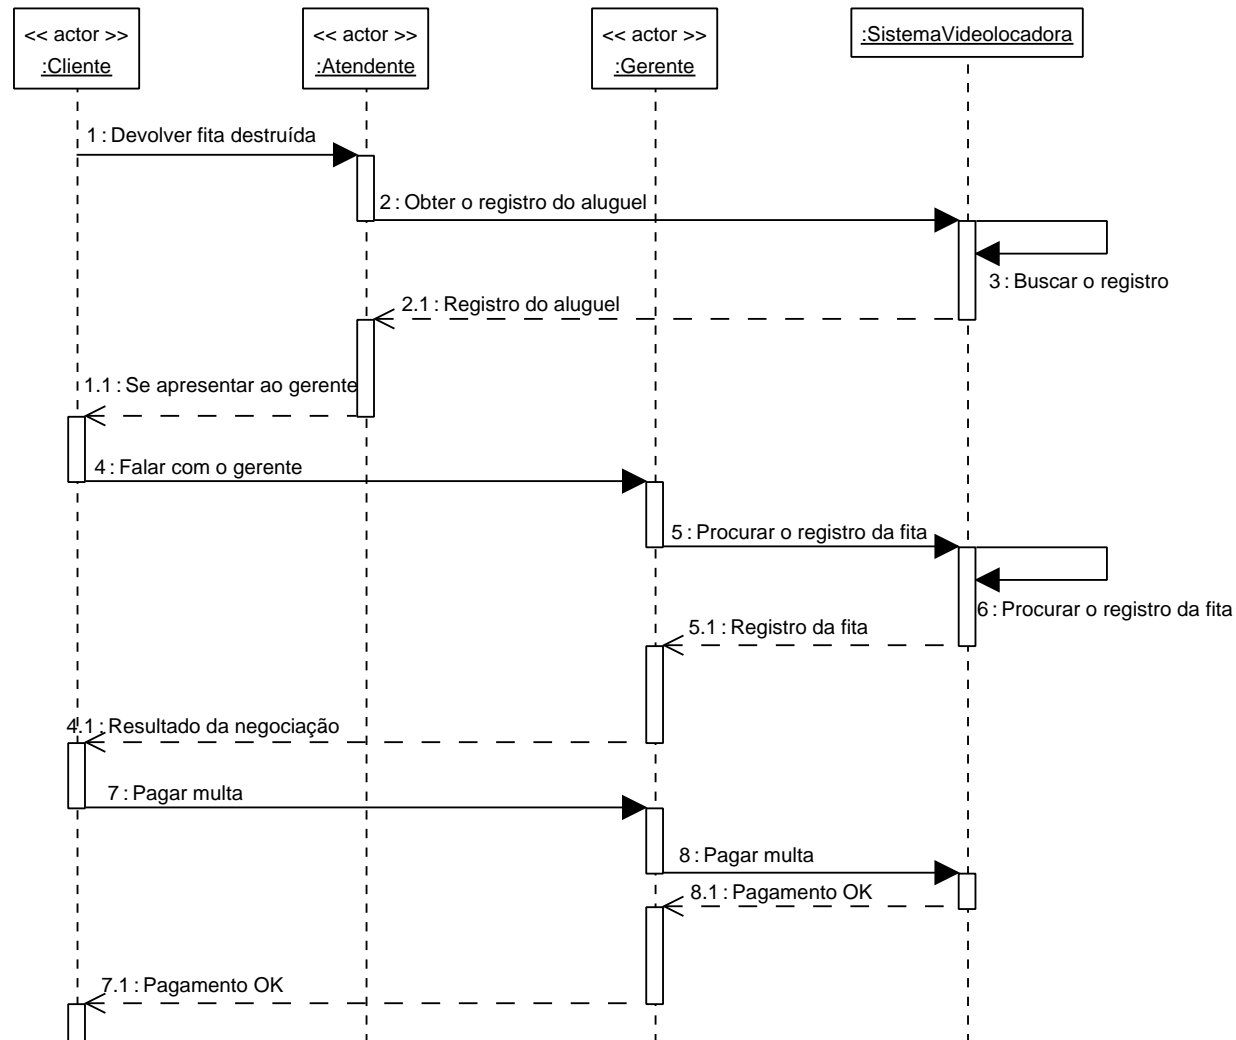 << actor >>
:Cliente
<< actor >>
:Atendente
<< actor >>
:Gerente
:SistemaVideolocadora
1 : Devolver fita destruída
2 : Obter o registro do aluguel
3 : Buscar o registro
2.1 : Registro do aluguel
1.1 : Se apresentar ao gerente
4 : Falar com o gerente
5 : Procurar o registro da fita
6 : Procurar o registro da fita
5.1 : Registro da fita
4.1 : Resultado da negociação
7 : Pagar multa
8 : Pagar multa
8.1 : Pagamento OK
7.1 : Pagamento OK